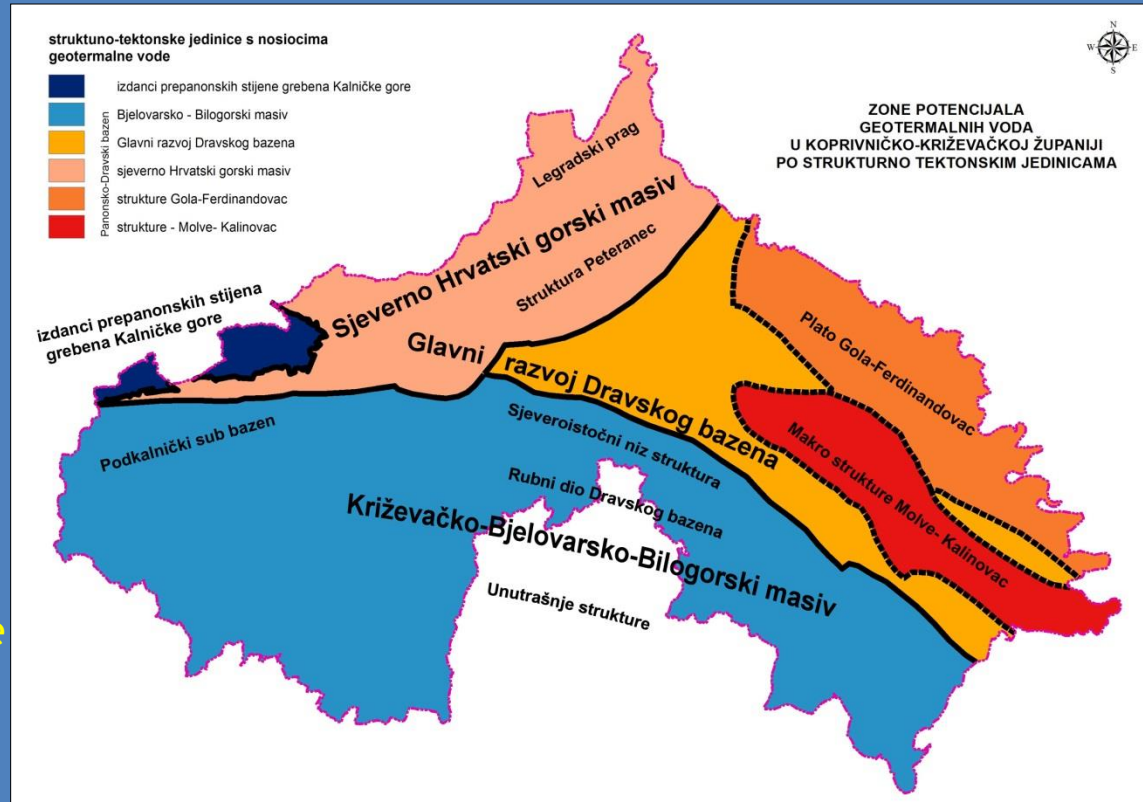 struktuno-tektonske jedinice s nosiocima
geotermalne vode
Panonsko-Dravski bazen
izdanci prepanonskih stijene grebena Kalničke gore
Bjelovarsko - Bilogorski masiv
Glavni razvoj Dravskog bazena
sjeverno Hrvatski gorski masiv
strukture Gola-Ferdinandovac
strukture - Molve- Kalinovac
N
W E
S
ZONE POTENCIJALA
GEOTERMALNIH VODA
U KOPRIVNIČKO-KRIŽEVAČKOJ ŽUPANIJI
PO STRUKTURNO TEKTONSKIM JEDINICAMA
Legradski prag
Sjeverno Hrvatski gorski masiv
Struktura Peteranec
izdanci prepanonskih stijena
grebena Kalničke gore
Glavni razvoj Dravskog bazena
Plato Gola-Ferdinandovac
Makro strukture Molve- Kalinovac
Podkalnički sub bazen
Sjeveroistočni niz struktura
Rubni dio Dravskog bazena
Križevačko-Bjelovarsko-Bilogorski masiv
Unutrašnje strukture
e